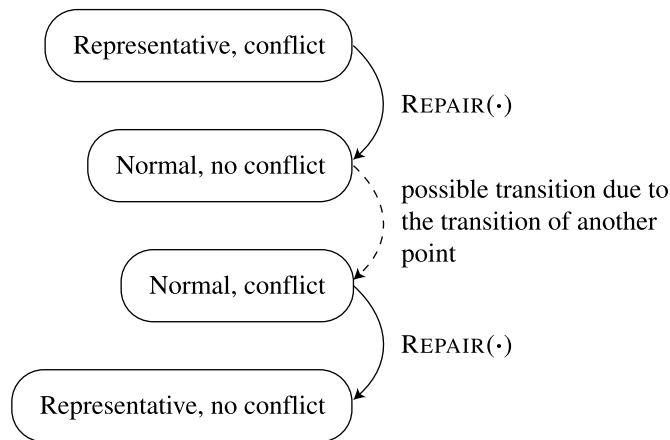 Representative, conflict
REPAIR(·)
Normal, no conflict
possible transition due to
the transition of another
point
Normal, conflict
REPAIR(·)
Representative, no conflict